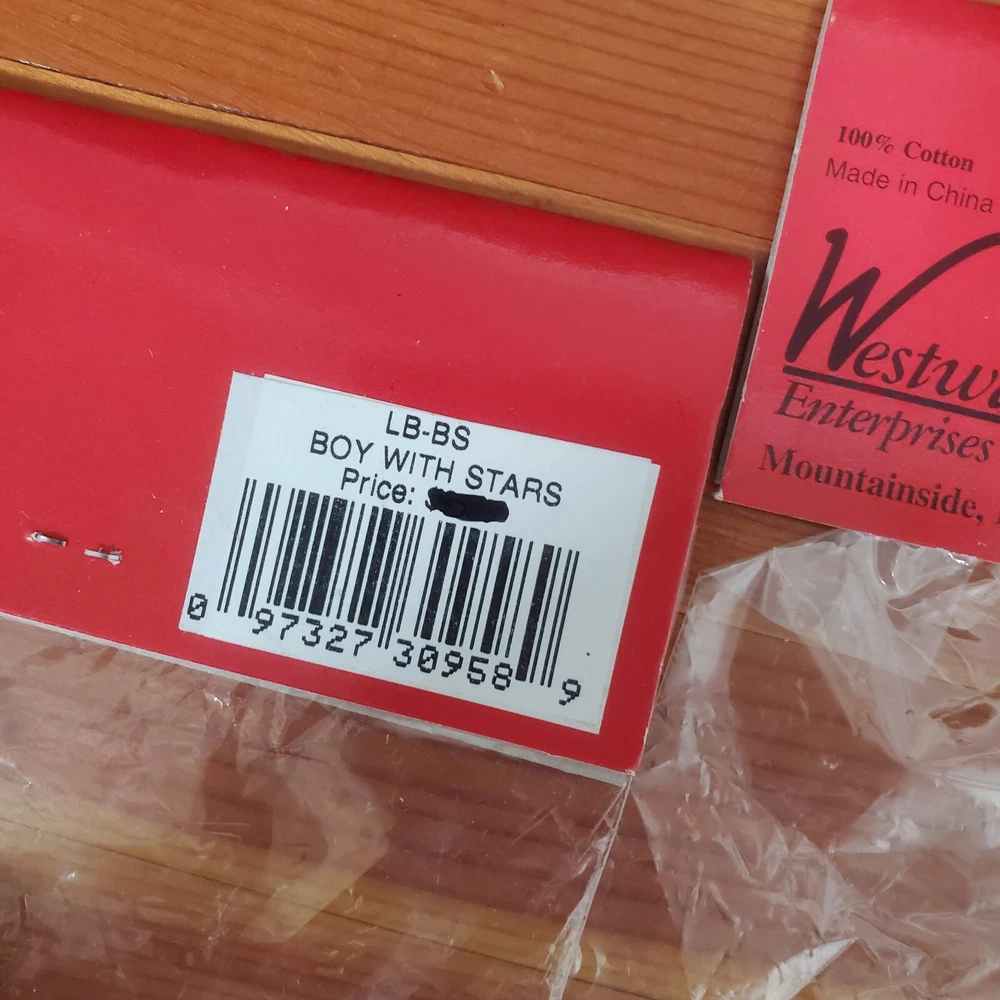 LB-BS
BOY WITH STARS
Price:
0 97327 30958 9
100% Cotton
Made in China
Enterprises
Mountainside,